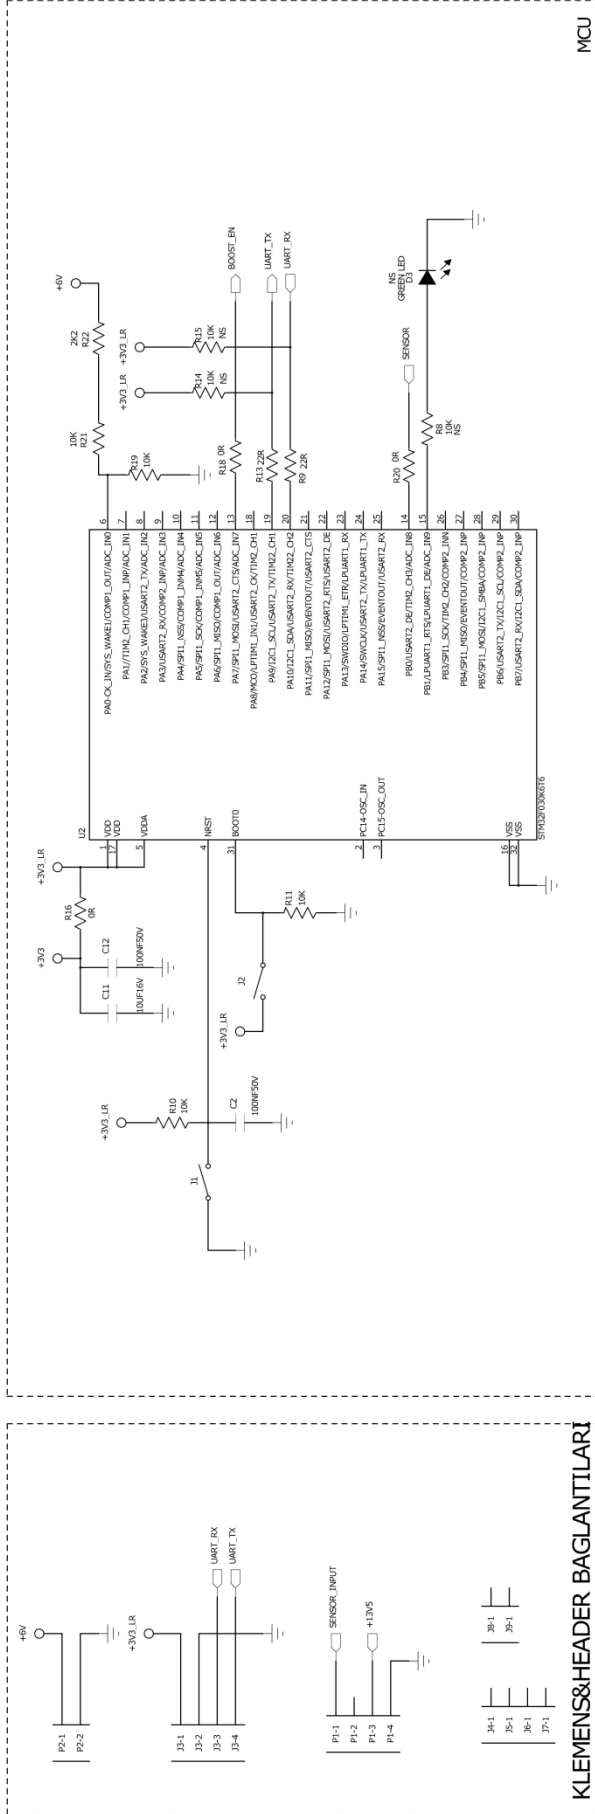 KLEMENS&HEADER BAGLANTILARI
+6V
P2-1
P2-2
+3V3_LR
J3-1
J3-2
J3-3
J3-4
UART_RX
UART_TX
SENSOR_INPUT
+13V5
P1-1
P1-2
P1-3
P1-4
J4-1
J5-1
J6-1
J7-1
J8-1
J9-1
MCU
+3V3
R16
0R
+3V3_LR
C11
10UF16V
C12
100NF50V
+3V3_LR
R10
10K
C2
100NF50V
J1
+3V3_LR
J2
R11
10K
U2
1 VDD
17 VDD
5 VDDA
4 NRST
31 BOOT0
2 PC14-OSC_IN
3 PC15-OSC_OUT
16 VSS
32 VSS
STM32F030K6T6
PA0-CK_IN/SYS_WAKE1/COMP1_OUT/ADC_IN0 6
PA1//TIM2_CH1/COMP1_INP/ADC_IN1 7
PA2/SYS_WAKE3/USART2_TX/ADC_IN2 8
PA3/USART2_RX/COMP2_INP/ADC_IN3 9
PA4/SPI1_NSS/COMP1_INM4/ADC_IN4 10
PA5/SPI1_SCK/COMP1_INM5/ADC_IN5 11
PA6/SPI1_MISO/COMP1_OUT/ADC_IN6 12
PA7/SPI1_MOSI/USART2_CTS/ADC_IN7 13
PA8/MCO/LPTIM1_IN1/USART2_CK/TIM2_CH1 18
PA9/I2C1_SCL/USART2_TX/TIM22_CH1 19
PA10/I2C1_SDA/USART2_RX/TIM22_CH2 20
PA11/SPI1_MISO/EVENTOUT/USART2_CTS 21
PA12/SPI1_MOSI/USART2_RTS/USART2_DE 22
PA13/SWDIO/LPTIM1_ETR/LPUART1_RX 23
PA14/SWCLK/USART2_TX/LPUART1_TX 24
PA15/SPI1_NSS/EVENTOUT/USART2_RX 25
PB0/USART2_DE/TIM2_CH3/ADC_IN8 14
PB1/LPUART1_RTS/LPUART1_DE/ADC_IN9 15
PB3/SPI1_SCK/TIM2_CH2/COMP2_INN 26
PB4/SPI1_MISO/EVENTOUT/COMP2_INP 27
PB5/SPI1_MOSI/I2C1_SMBA/COMP2_INP 28
PB6/USART2_TX/I2C1_SCL/COMP2_INP 29
PB7/USART2_RX/I2C1_SDA/COMP2_INP 30
+6V
10K
R21
2K2
R22
R19
10K
+3V3_LR
R14
10K
NS
+3V3_LR
R15
10K
NS
R18 0R
R13 22R
R9 22R
BOOST_EN
UART_TX
UART_RX
R20 0R
SENSOR
R8
10K
NS
NS
GREEN LED
D3